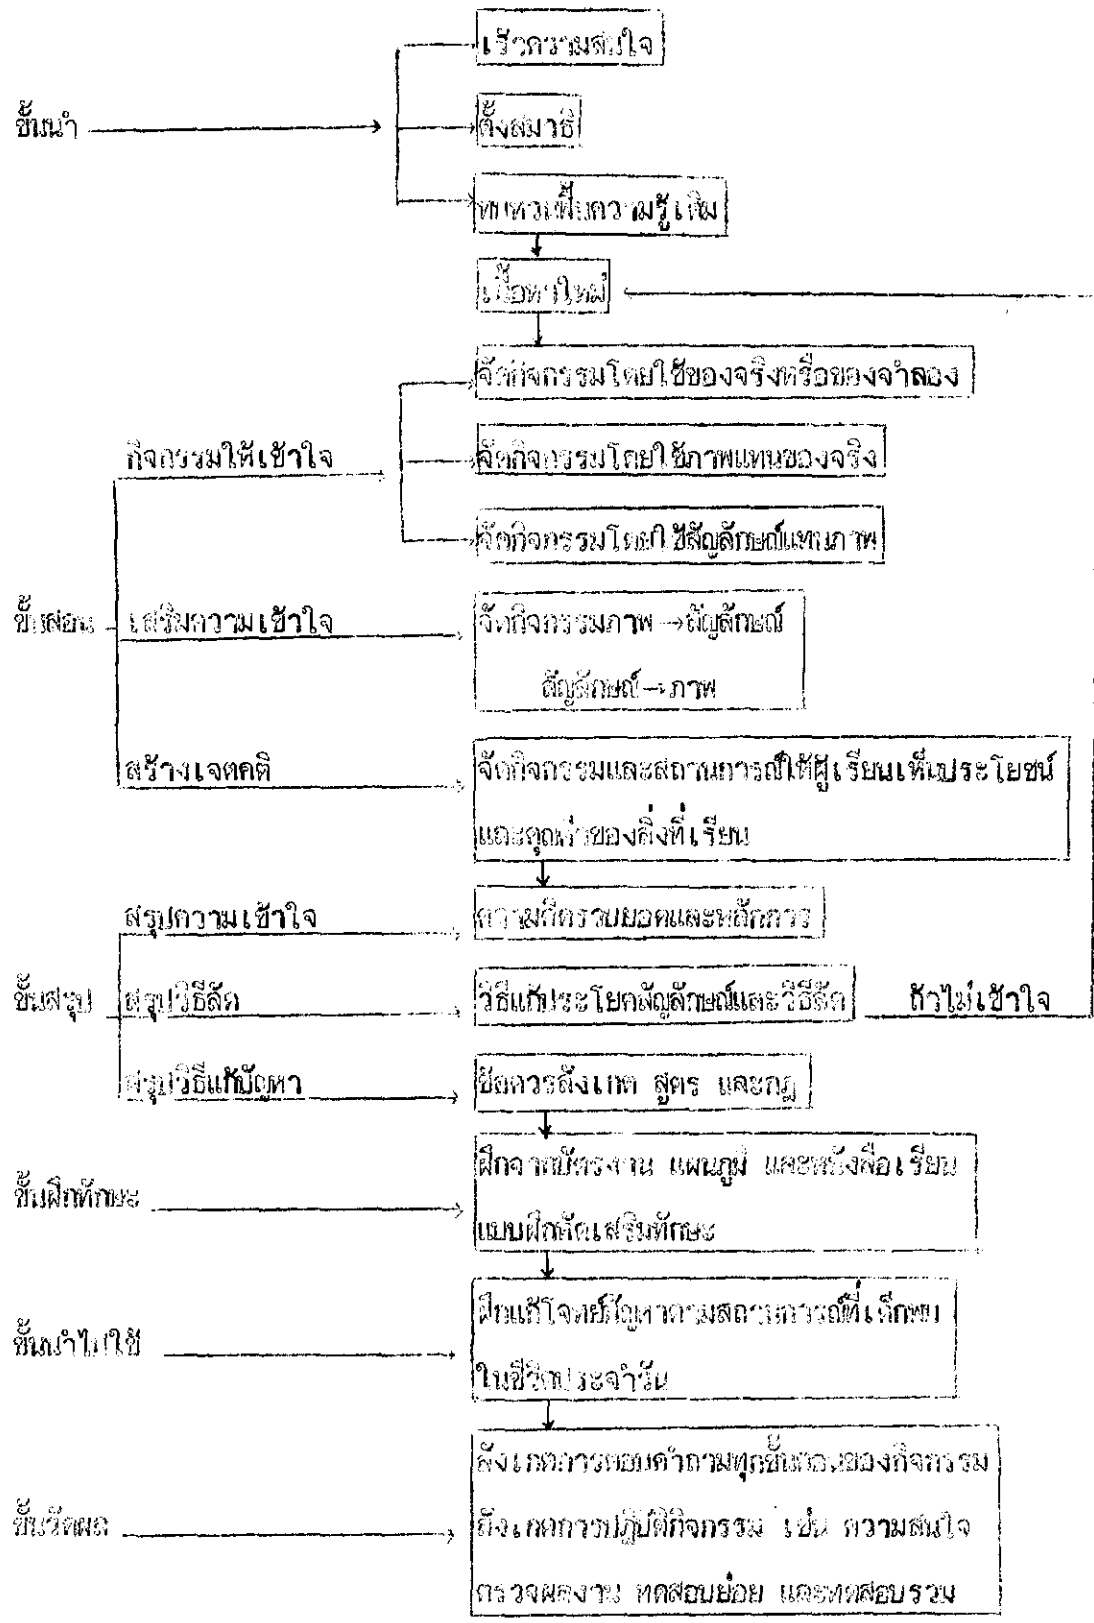 เร้าความสนใจ
ขั้นนำ
ตั้งสมาธิ
ทบทวนพื้นความรู้เดิม
เนื้อหาใหม่
จัดกิจกรรมโดยใช้ของจริงหรือของจำลอง
กิจกรรมให้เข้าใจ
จัดกิจกรรมโดยใช้ภาพแทนของจริง
จัดกิจกรรมโดยใช้สัญลักษณ์แทนภาพ
ขั้นสอน
เสริมความเข้าใจ
จัดกิจกรรมภาพ → สัญลักษณ์
สัญลักษณ์ → ภาพ
สร้างเจตคติ
จัดกิจกรรมและสถานการณ์ให้ผู้เรียนเห็นประโยชน์
และคุณค่าของสิ่งที่เรียน
สรุปความเข้าใจ
ความคิดรวบยอดและหลักการ
ขั้นสรุป
สรุปวิธีลัด
วิธีแก้ประโยคสัญลักษณ์และวิธีลัด
ถ้าไม่เข้าใจ
สรุปวิธีแก้ปัญหา
ข้อควรสังเกต สูตร และกฎ
ขั้นฝึกทักษะ
ฝึกจากบัตรงาน แผนภูมิ และหนังสือเรียน
แบบฝึกหัดเสริมทักษะ
ขั้นนำไปใช้
ฝึกแก้โจทย์ปัญหาตามสถานการณ์ที่เด็กพบ
ในชีวิตประจำวัน
สังเกตการตอบคำถามทุกขั้นตอนของกิจกรรม
ขั้นวัดผล
สังเกตการปฏิบัติกิจกรรม เช่น ความสนใจ
ตรวจผลงาน ทดสอบย่อย และทดสอบรวม